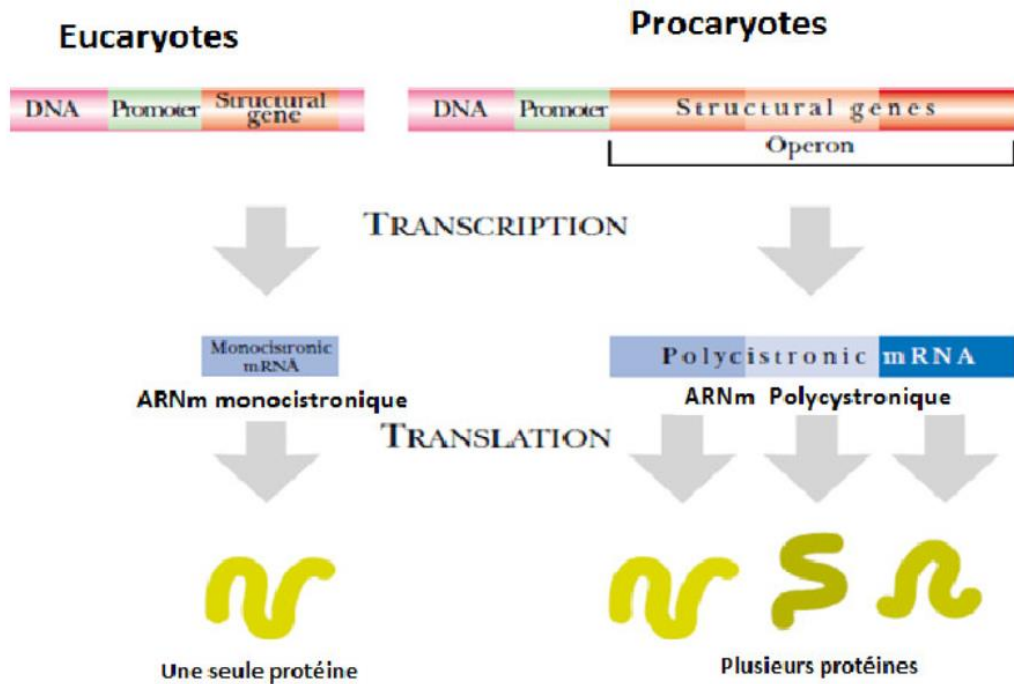 Eucaryotes
Procaryotes
DNA Promoter Structural gene
DNA Promoter Structural genes
Operon
TRANSCRIPTION
Monocistronic
mRNA
ARNm monocistronique
Polycistronic mRNA
ARNm Polycystronique
TRANSLATION
Une seule protéine
Plusieurs protéines